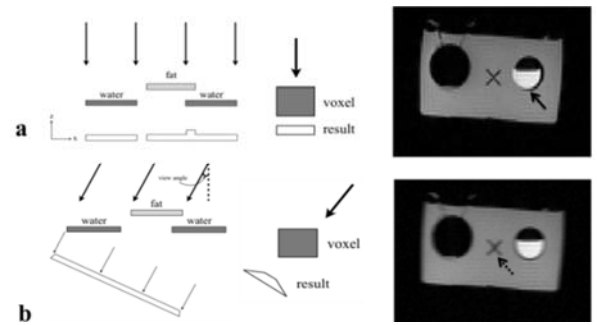 fat
water
water
voxel
result
a
z
x
view angle
fat
water
water
voxel
result
b